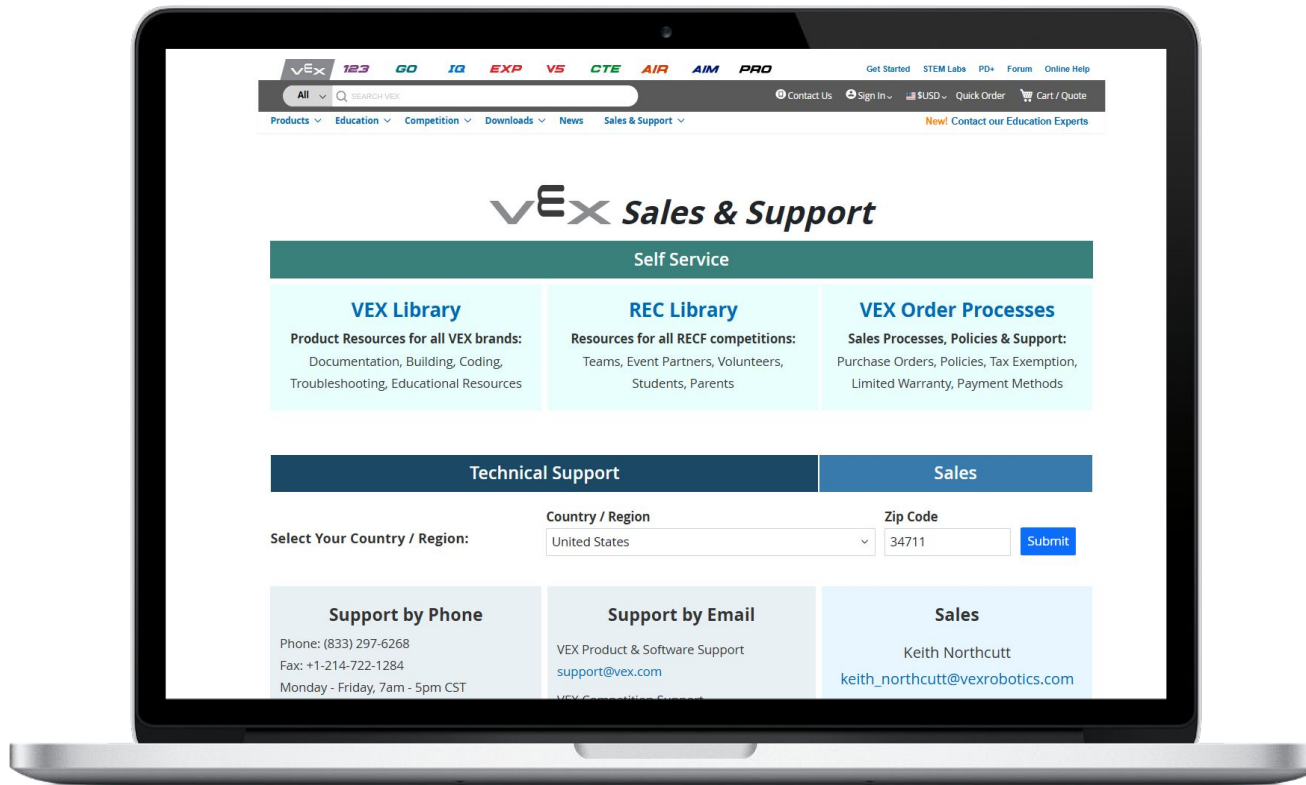 VEX 123 GO IQ EXP V5 CTE AIR AIM PRO Get Started STEM Labs PD+ Forum Online Help
All SEARCH VEX Contact Us Sign In $USD Quick Order Cart / Quote
Products Education Competition Downloads News Sales & Support New! Contact our Education Experts
VEX Sales & Support
Self Service
VEX Library
Product Resources for all VEX brands:
Documentation, Building, Coding,
Troubleshooting, Educational Resources
REC Library
Resources for all RECF competitions:
Teams, Event Partners, Volunteers,
Students, Parents
VEX Order Processes
Sales Processes, Policies & Support:
Purchase Orders, Policies, Tax Exemption,
Limited Warranty, Payment Methods
Technical Support
Sales
Select Your Country / Region:
Country / Region
United States
Zip Code
34711
Submit
Support by Phone
Phone: (833) 297-6268
Fax: +1-214-722-1284
Monday - Friday, 7am - 5pm CST
Support by Email
VEX Product & Software Support
support@vex.com
VEX Competition Support
Sales
Keith Northcutt
keith_northcutt@vexrobotics.com